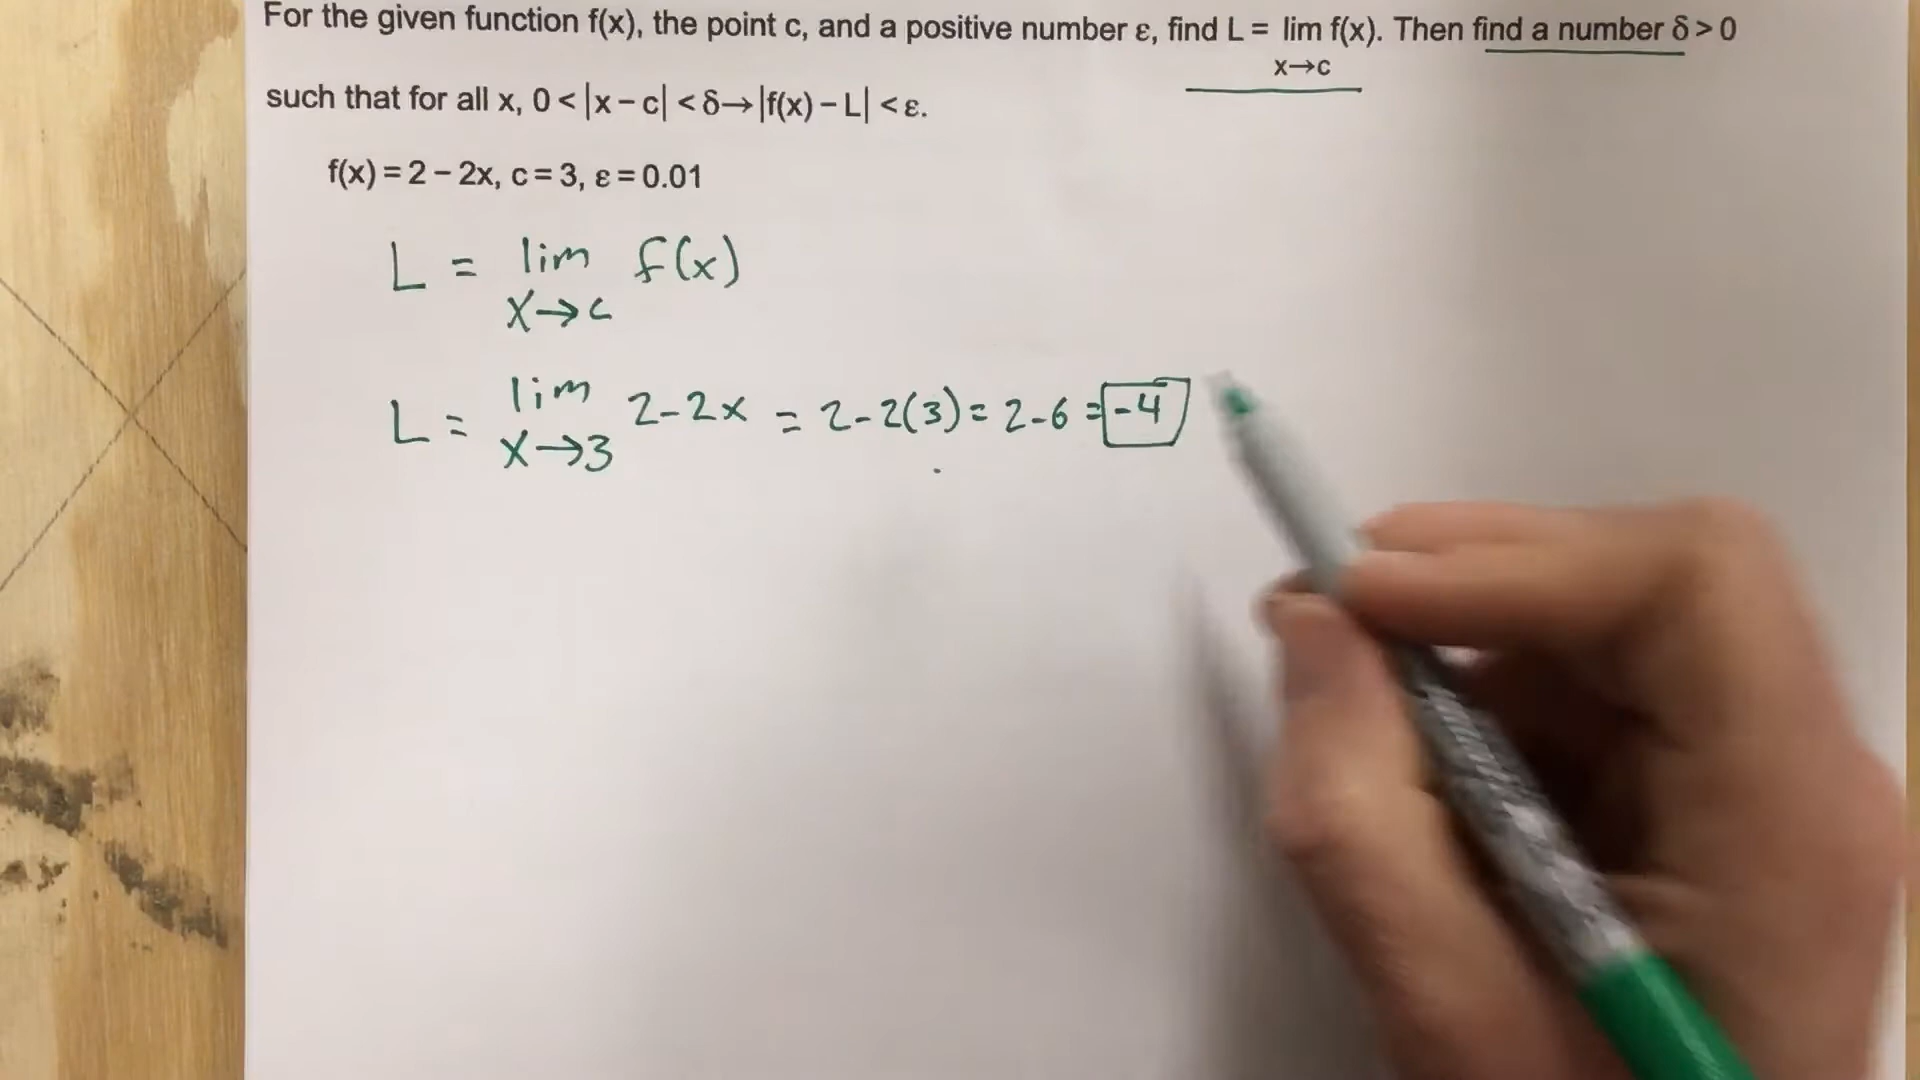 For the given function f(x), the point c, and a positive number ε, find L = lim f(x). Then find a number δ > 0
x→c
such that for all x, 0 < |x − c| < δ→|f(x) − L| < ε.
f(x) = 2 − 2x, c = 3, ε = 0.01
L = lim f(x)
x→c
L = lim 2-2x = 2-2(3) = 2-6 = -4
x→3